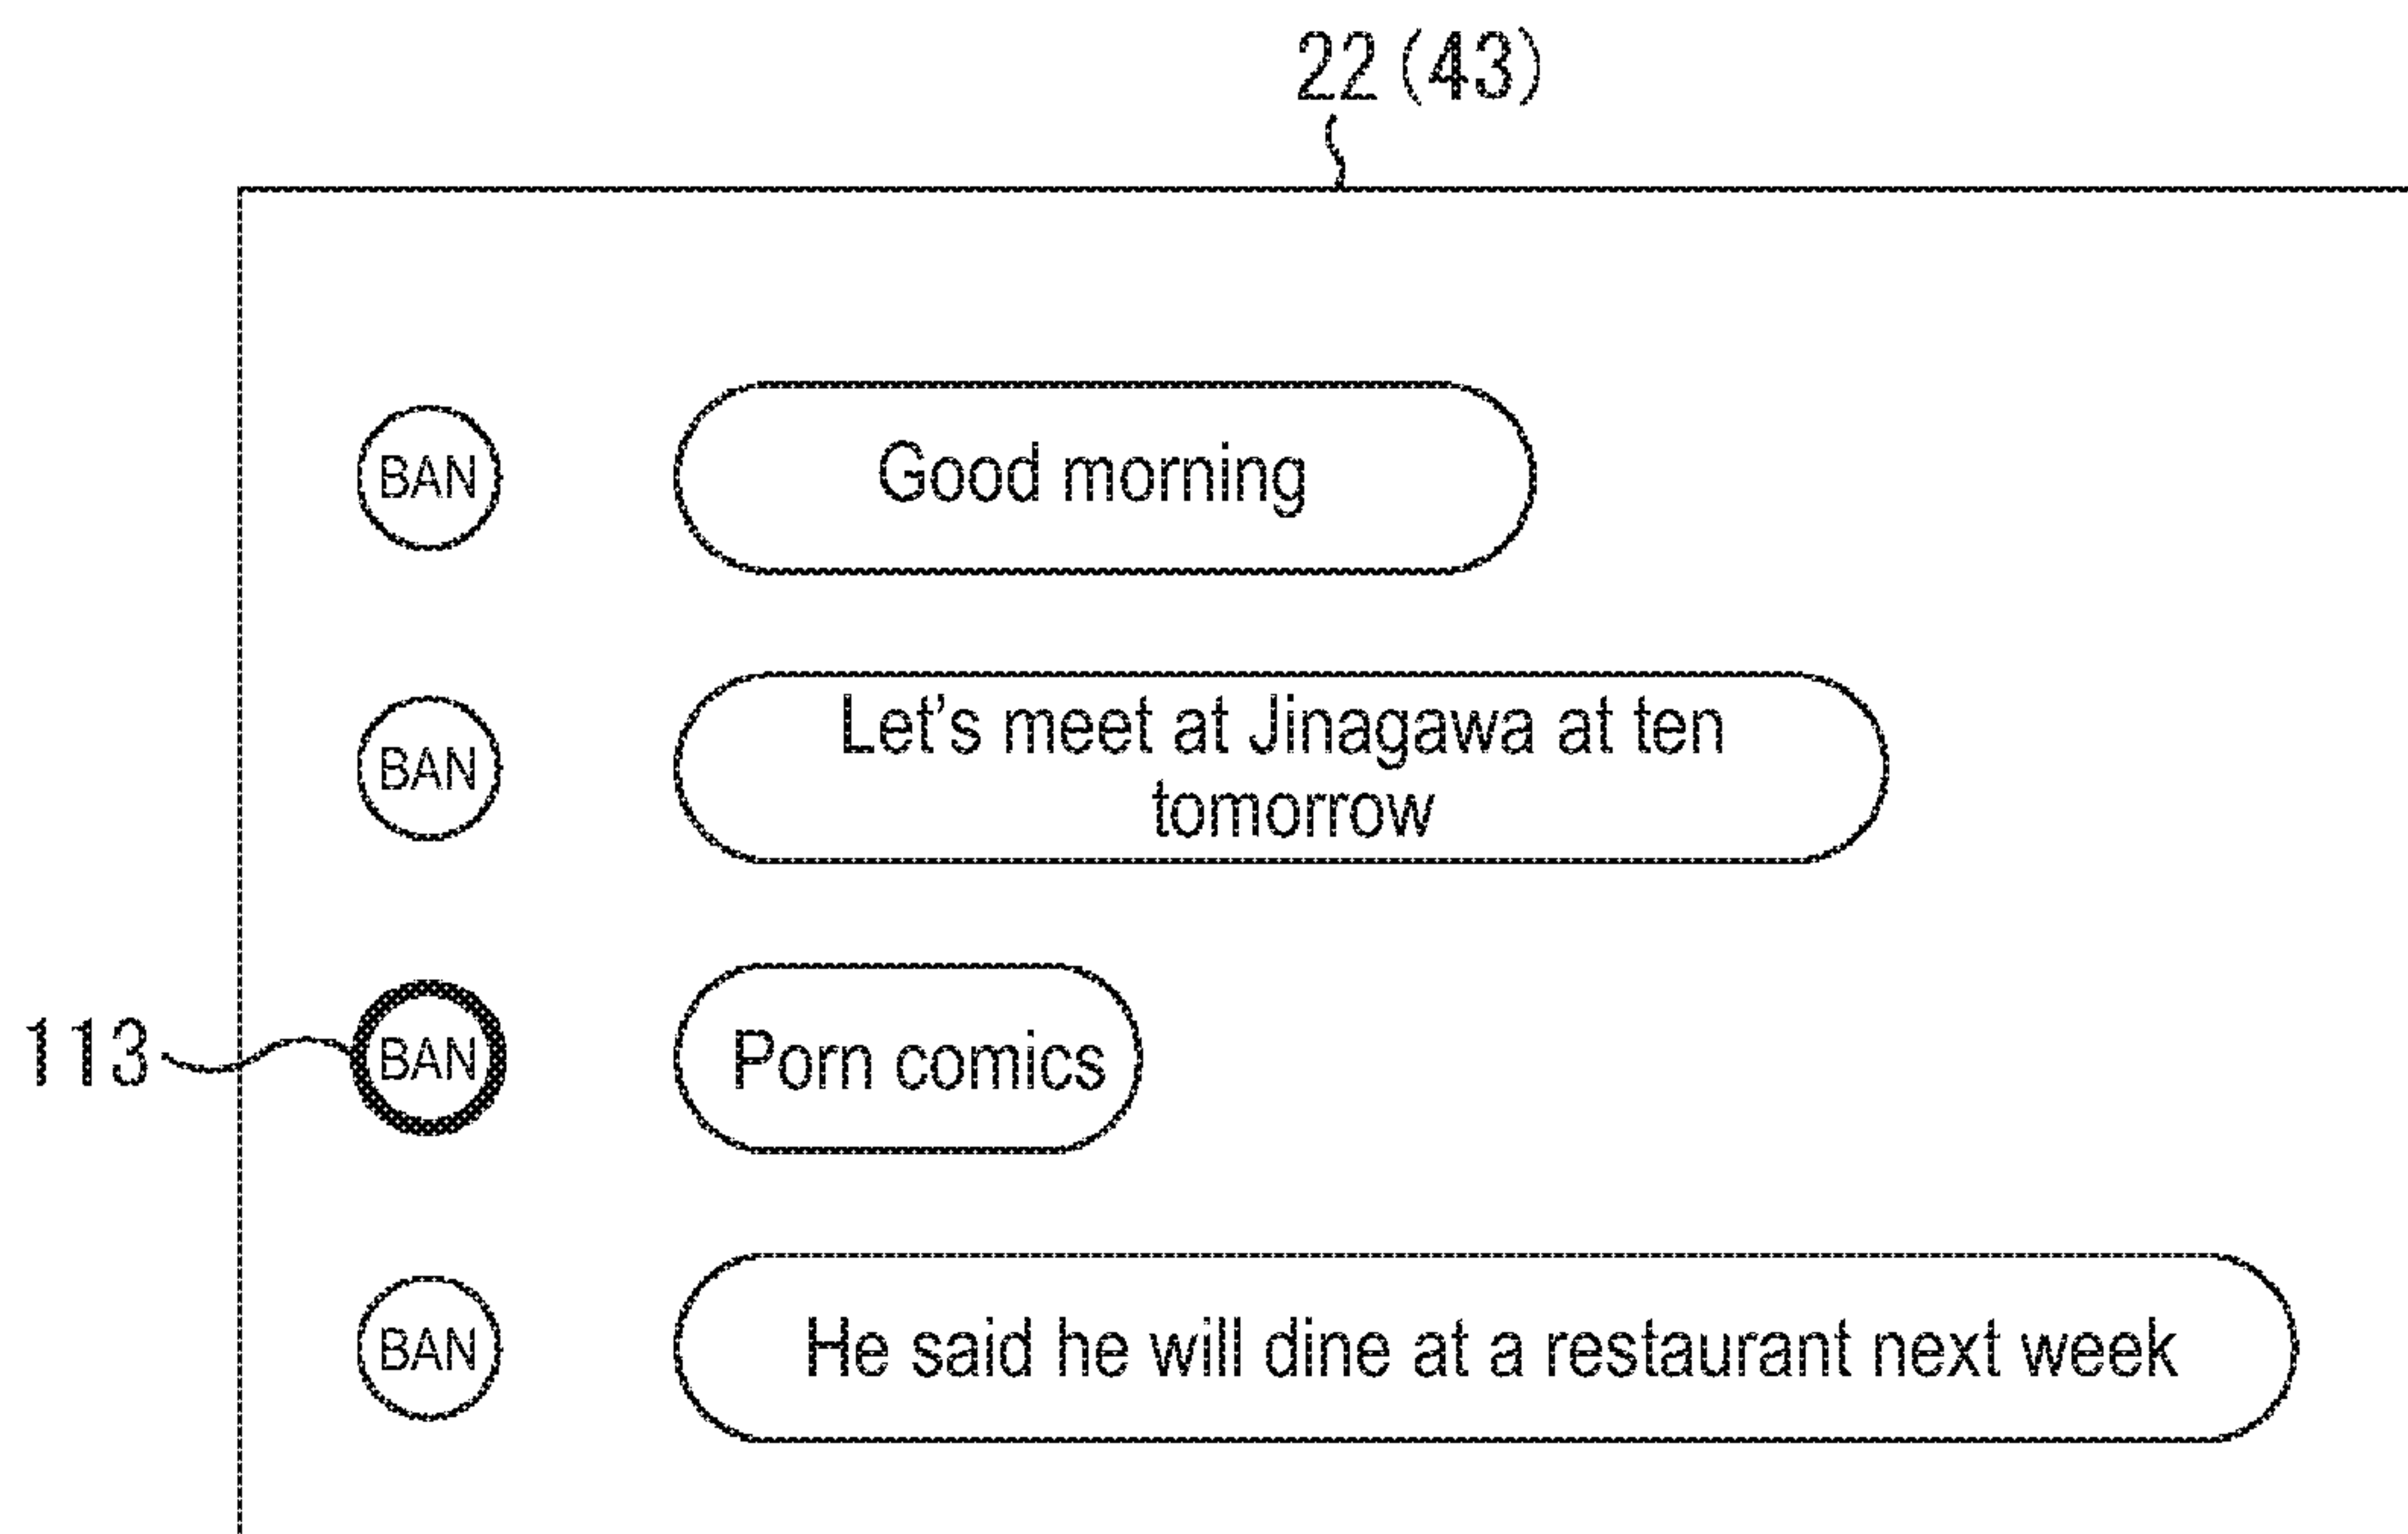 22 (43)
BAN
Good morning
BAN
Let's meet at Jinagawa at ten
tomorrow
113
BAN
Porn comics
BAN
He said he will dine at a restaurant next week